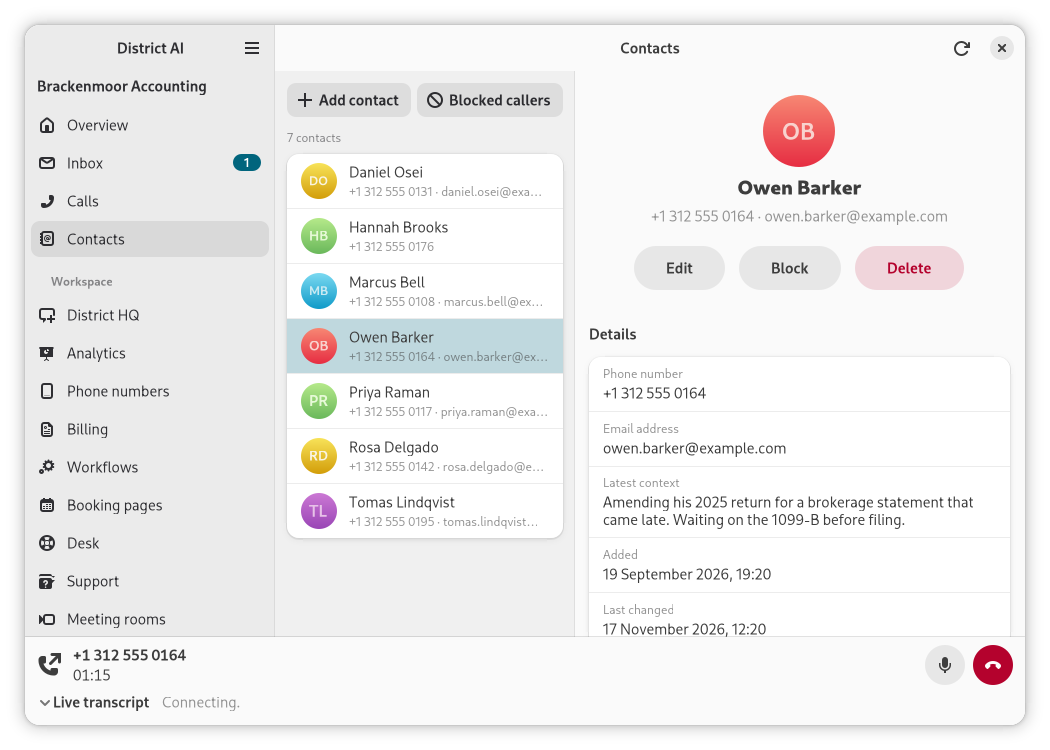 District AI
Contacts
Brackenmoor Accounting
Overview
Inbox
1
Calls
Contacts
Workspace
District HQ
Analytics
Phone numbers
Billing
Workflows
Booking pages
Desk
Support
Meeting rooms
Add contact
Blocked callers
7 contacts
DO
Daniel Osei
+1 312 555 0131 · daniel.osei@exa…
HB
Hannah Brooks
+1 312 555 0176
MB
Marcus Bell
+1 312 555 0108 · marcus.bell@ex…
OB
Owen Barker
+1 312 555 0164 · owen.barker@ex…
PR
Priya Raman
+1 312 555 0117 · priya.raman@exa…
RD
Rosa Delgado
+1 312 555 0142 · rosa.delgado@e…
TL
Tomas Lindqvist
+1 312 555 0195 · tomas.lindqvist…
OB
Owen Barker
+1 312 555 0164 · owen.barker@example.com
Edit
Block
Delete
Details
Phone number
+1 312 555 0164
Email address
owen.barker@example.com
Latest context
Amending his 2025 return for a brokerage statement that
came late. Waiting on the 1099-B before filing.
Added
19 September 2026, 19:20
Last changed
17 November 2026, 12:20
+1 312 555 0164
01:15
Live transcript
Connecting.